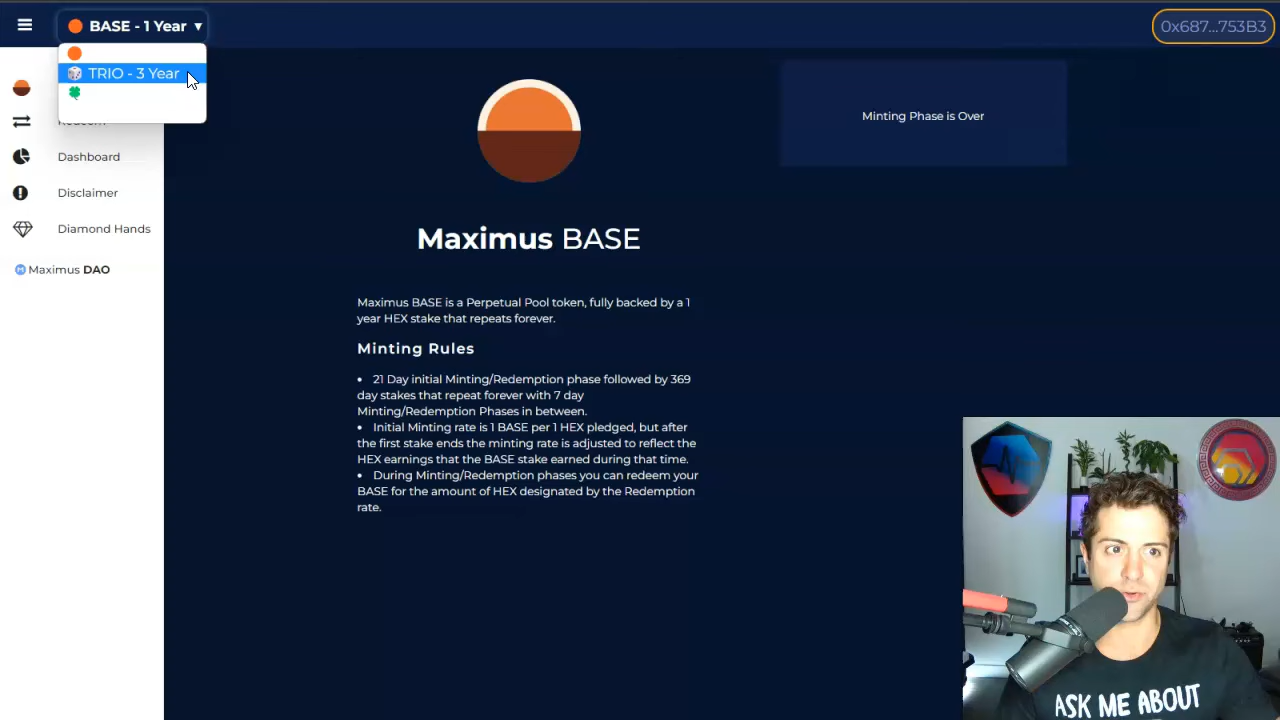 BASE - 1 Year ▾
0x687...753B3
TRIO - 3 Year
Dashboard
Disclaimer
Diamond Hands
Maximus DAO
Minting Phase is Over
Maximus BASE
Maximus BASE is a Perpetual Pool token, fully backed by a 1
year HEX stake that repeats forever.
Minting Rules
• 21 Day initial Minting/Redemption phase followed by 369
day stakes that repeat forever with 7 day
Minting/Redemption Phases in between.
• Initial Minting rate is 1 BASE per 1 HEX pledged, but after
the first stake ends the minting rate is adjusted to reflect the
HEX earnings that the BASE stake earned during that time.
• During Minting/Redemption phases you can redeem your
BASE for the amount of HEX designated by the Redemption
rate.
ASK ME ABOUT